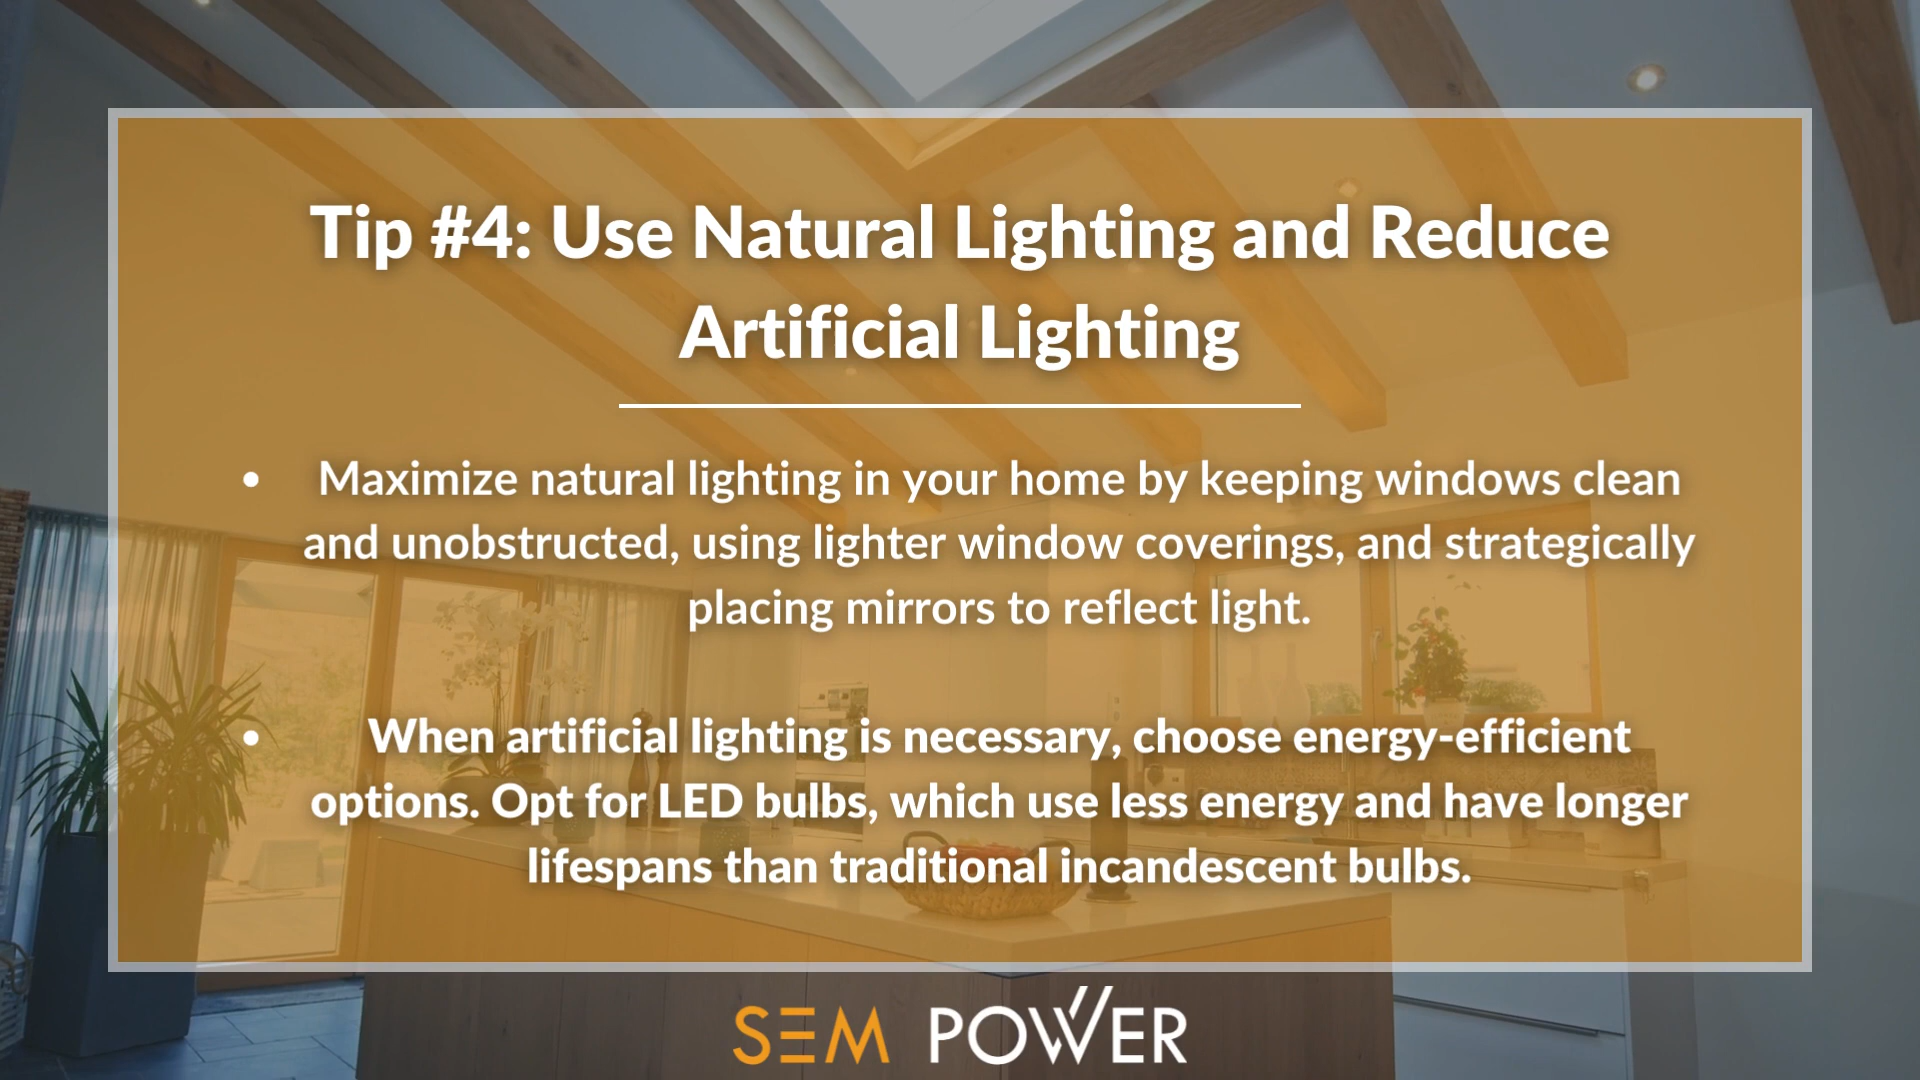 Tip #4: Use Natural Lighting and Reduce
Artificial Lighting
• Maximize natural lighting in your home by keeping windows clean
and unobstructed, using lighter window coverings, and strategically
placing mirrors to reflect light.
• When artificial lighting is necessary, choose energy-efficient
options. Opt for LED bulbs, which use less energy and have longer
lifespans than traditional incandescent bulbs.
SEM POWER